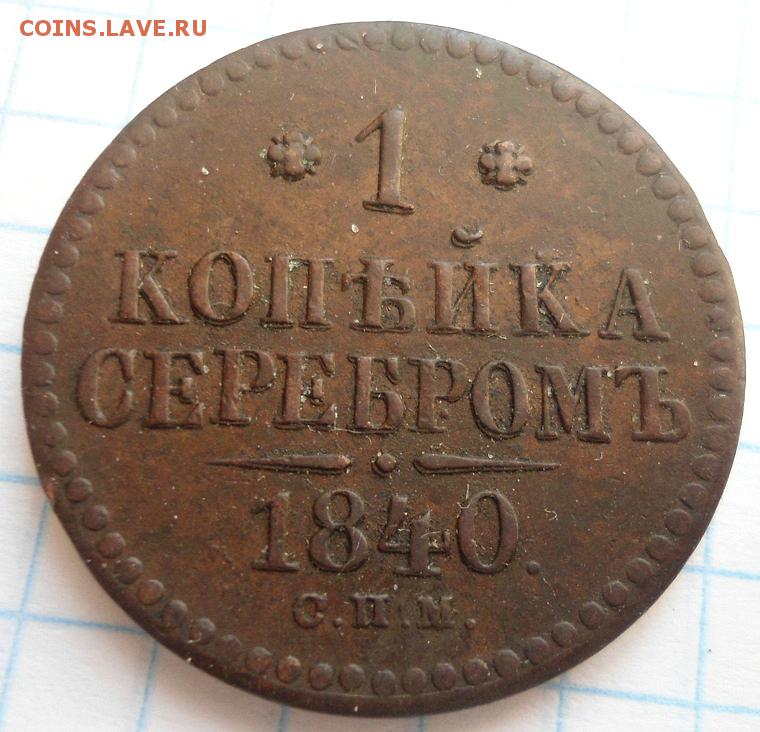 COINS.LAVE.RU
1
КОПѢЙКА
СЕРЕБРОМЪ
1840.
С.П.М.